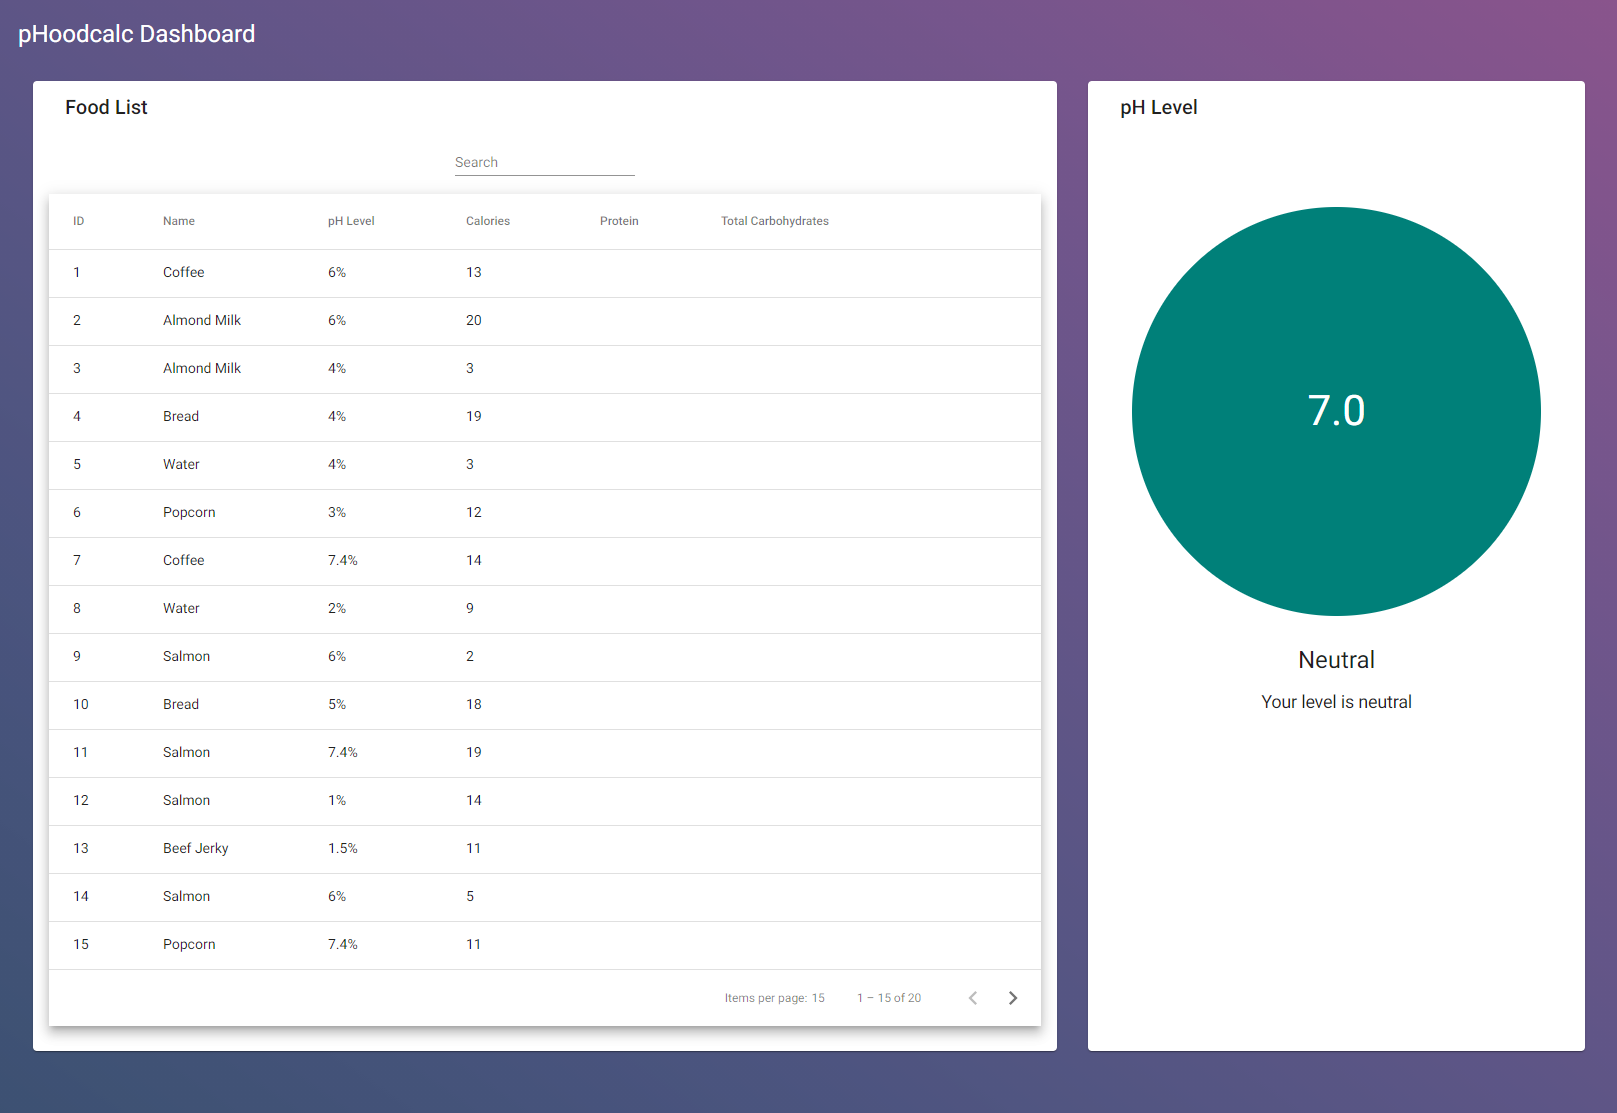 pHoodcalc Dashboard
Food List
Search
ID Name pH Level Calories Protein Total Carbohydrates
1 Coffee 6% 13
2 Almond Milk 6% 20
3 Almond Milk 4% 3
4 Bread 4% 19
5 Water 4% 3
6 Popcorn 3% 12
7 Coffee 7.4% 14
8 Water 2% 9
9 Salmon 6% 2
10 Bread 5% 18
11 Salmon 7.4% 19
12 Salmon 1% 14
13 Beef Jerky 1.5% 11
14 Salmon 6% 5
15 Popcorn 7.4% 11
Items per page: 15 1 – 15 of 20
pH Level
7.0
Neutral
Your level is neutral